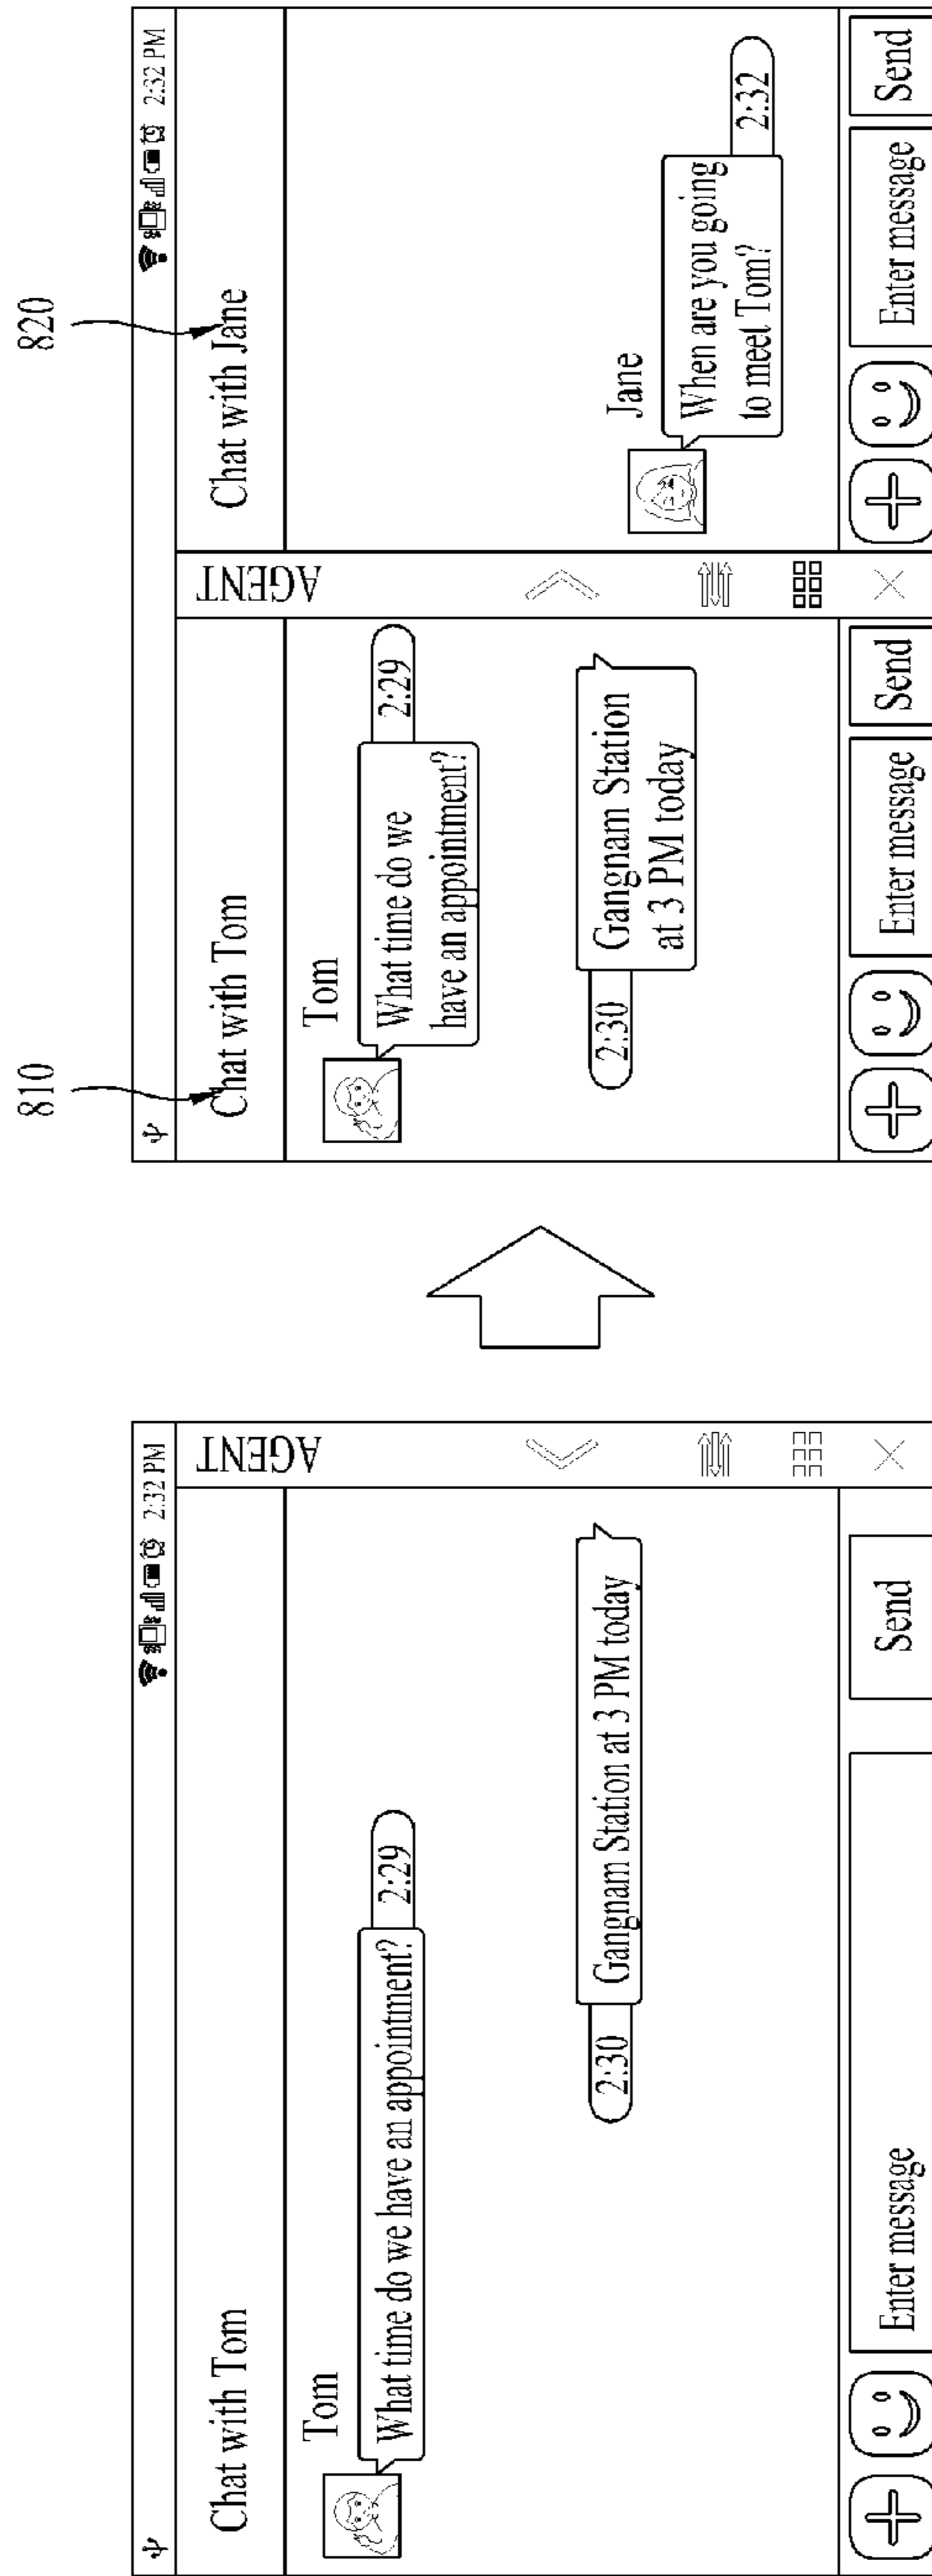 2:32 PM
Chat with Tom
AGENT
Tom
What time do we have an appointment?
2:29
2:30
Gangnam Station at 3 PM today
Enter message
Send
810
820
2:32 PM
Chat with Tom
AGENT
Chat with Jane
Tom
What time do we
have an appointment?
2:29
2:30
Gangnam Station
at 3 PM today
Jane
When are you going
to meet Tom?
2:32
Enter message
Send
Enter message
Send